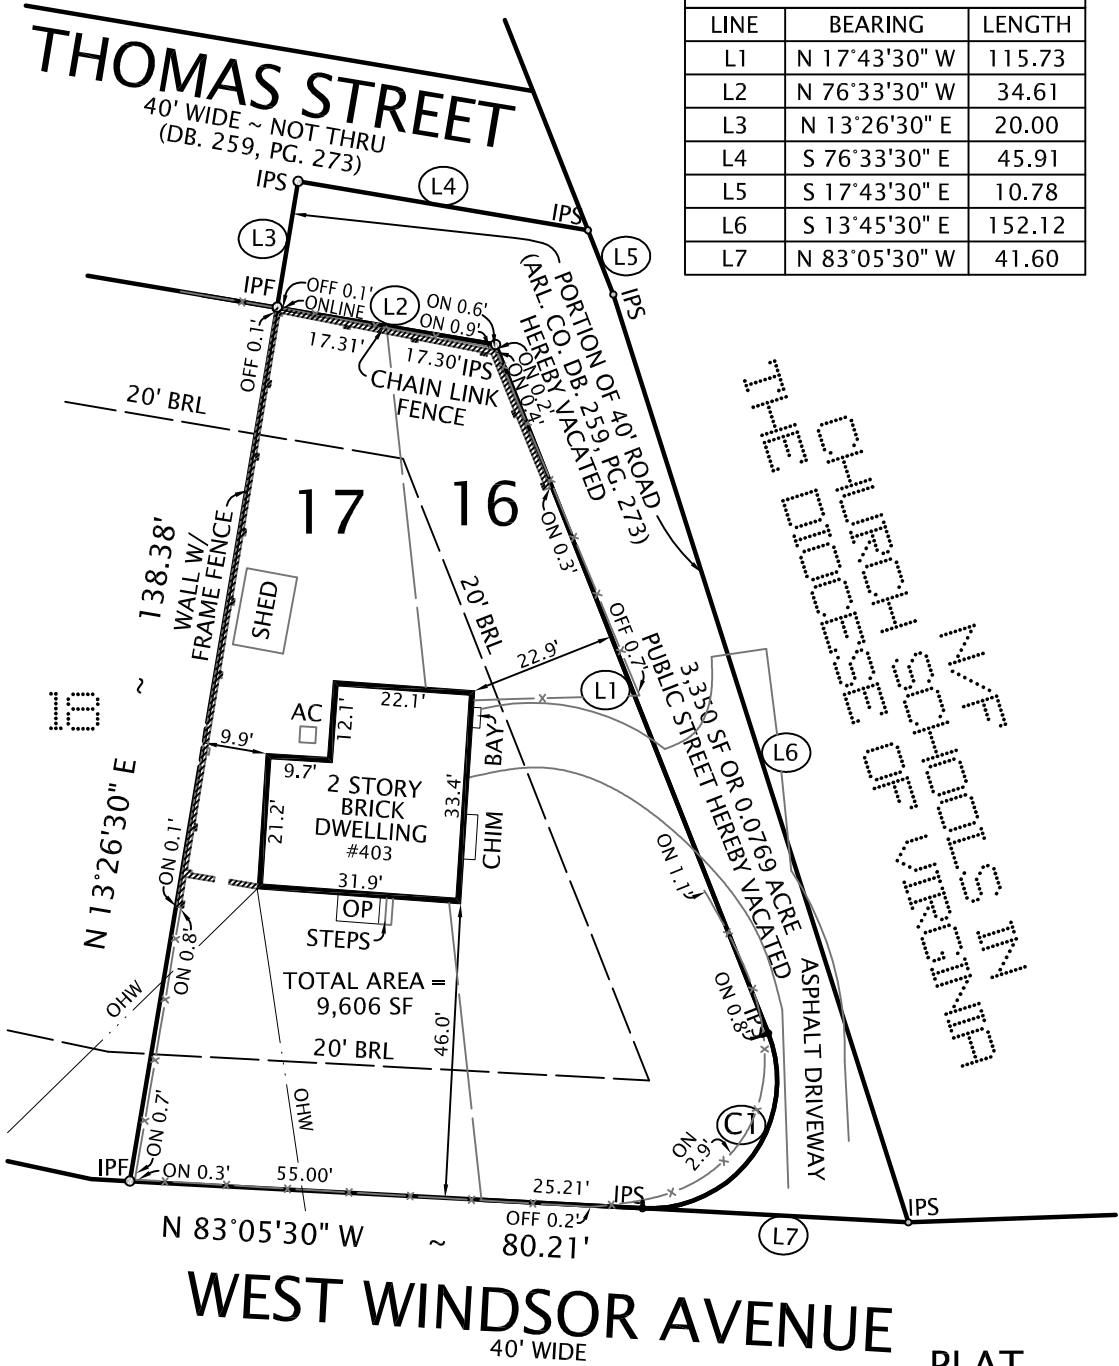 LINE BEARING LENGTH
L1 N 17°43'30" W 115.73
L2 N 76°33'30" W 34.61
L3 N 13°26'30" E 20.00
L4 S 76°33'30" E 45.91
L5 S 17°43'30" E 10.78
L6 S 13°45'30" E 152.12
L7 N 83°05'30" W 41.60
THOMAS STREET
40' WIDE ~ NOT THRU
(DB. 259, PG. 273)
IPS
L4
IPS
L3
L5
IPS
IPF
OFF 0.1'
ONLINE
L2
ON 0.6'
ON 0.9'
OFF 0.1'
17.31'
17.30'
IPS
ON 0.2'
ON 0.4'
CHAIN LINK
FENCE
PORTION OF 40' ROAD
(ARL. CO. DB. 259, PG. 273)
HEREBY VACATED
20' BRL
17
16
ON 0.3'
138.38'
WALL W/
FRAME FENCE
SHED
20' BRL
OFF 0.7'
22.9'
L1
3,350 SF OR 0.0769 ACRE
PUBLIC STREET HEREBY VACATED
N/F
CHURCH SCHOOLS IN
THE DIOCESE OF VIRGINIA
L6
18
~
N 13°26'30" E
22.1'
AC
12.1'
BAY
9.9'
9.7'
2 STORY
BRICK
DWELLING
#403
33.4'
21.2'
CHIM
31.9'
OP
STEPS
ON 0.1'
ON 0.8'
ON 1.1'
OHW
TOTAL AREA =
9,606 SF
46.0'
20' BRL
OHW
ON 0.8'
IPS
ASPHALT DRIVEWAY
C1
ON
2.9'
ON 0.7'
IPF
ON 0.3'
55.00'
25.21'
IPS
OFF 0.2'
IPS
L7
N 83°05'30" W ~ 80.21'
WEST WINDSOR AVENUE
40' WIDE
PLAT